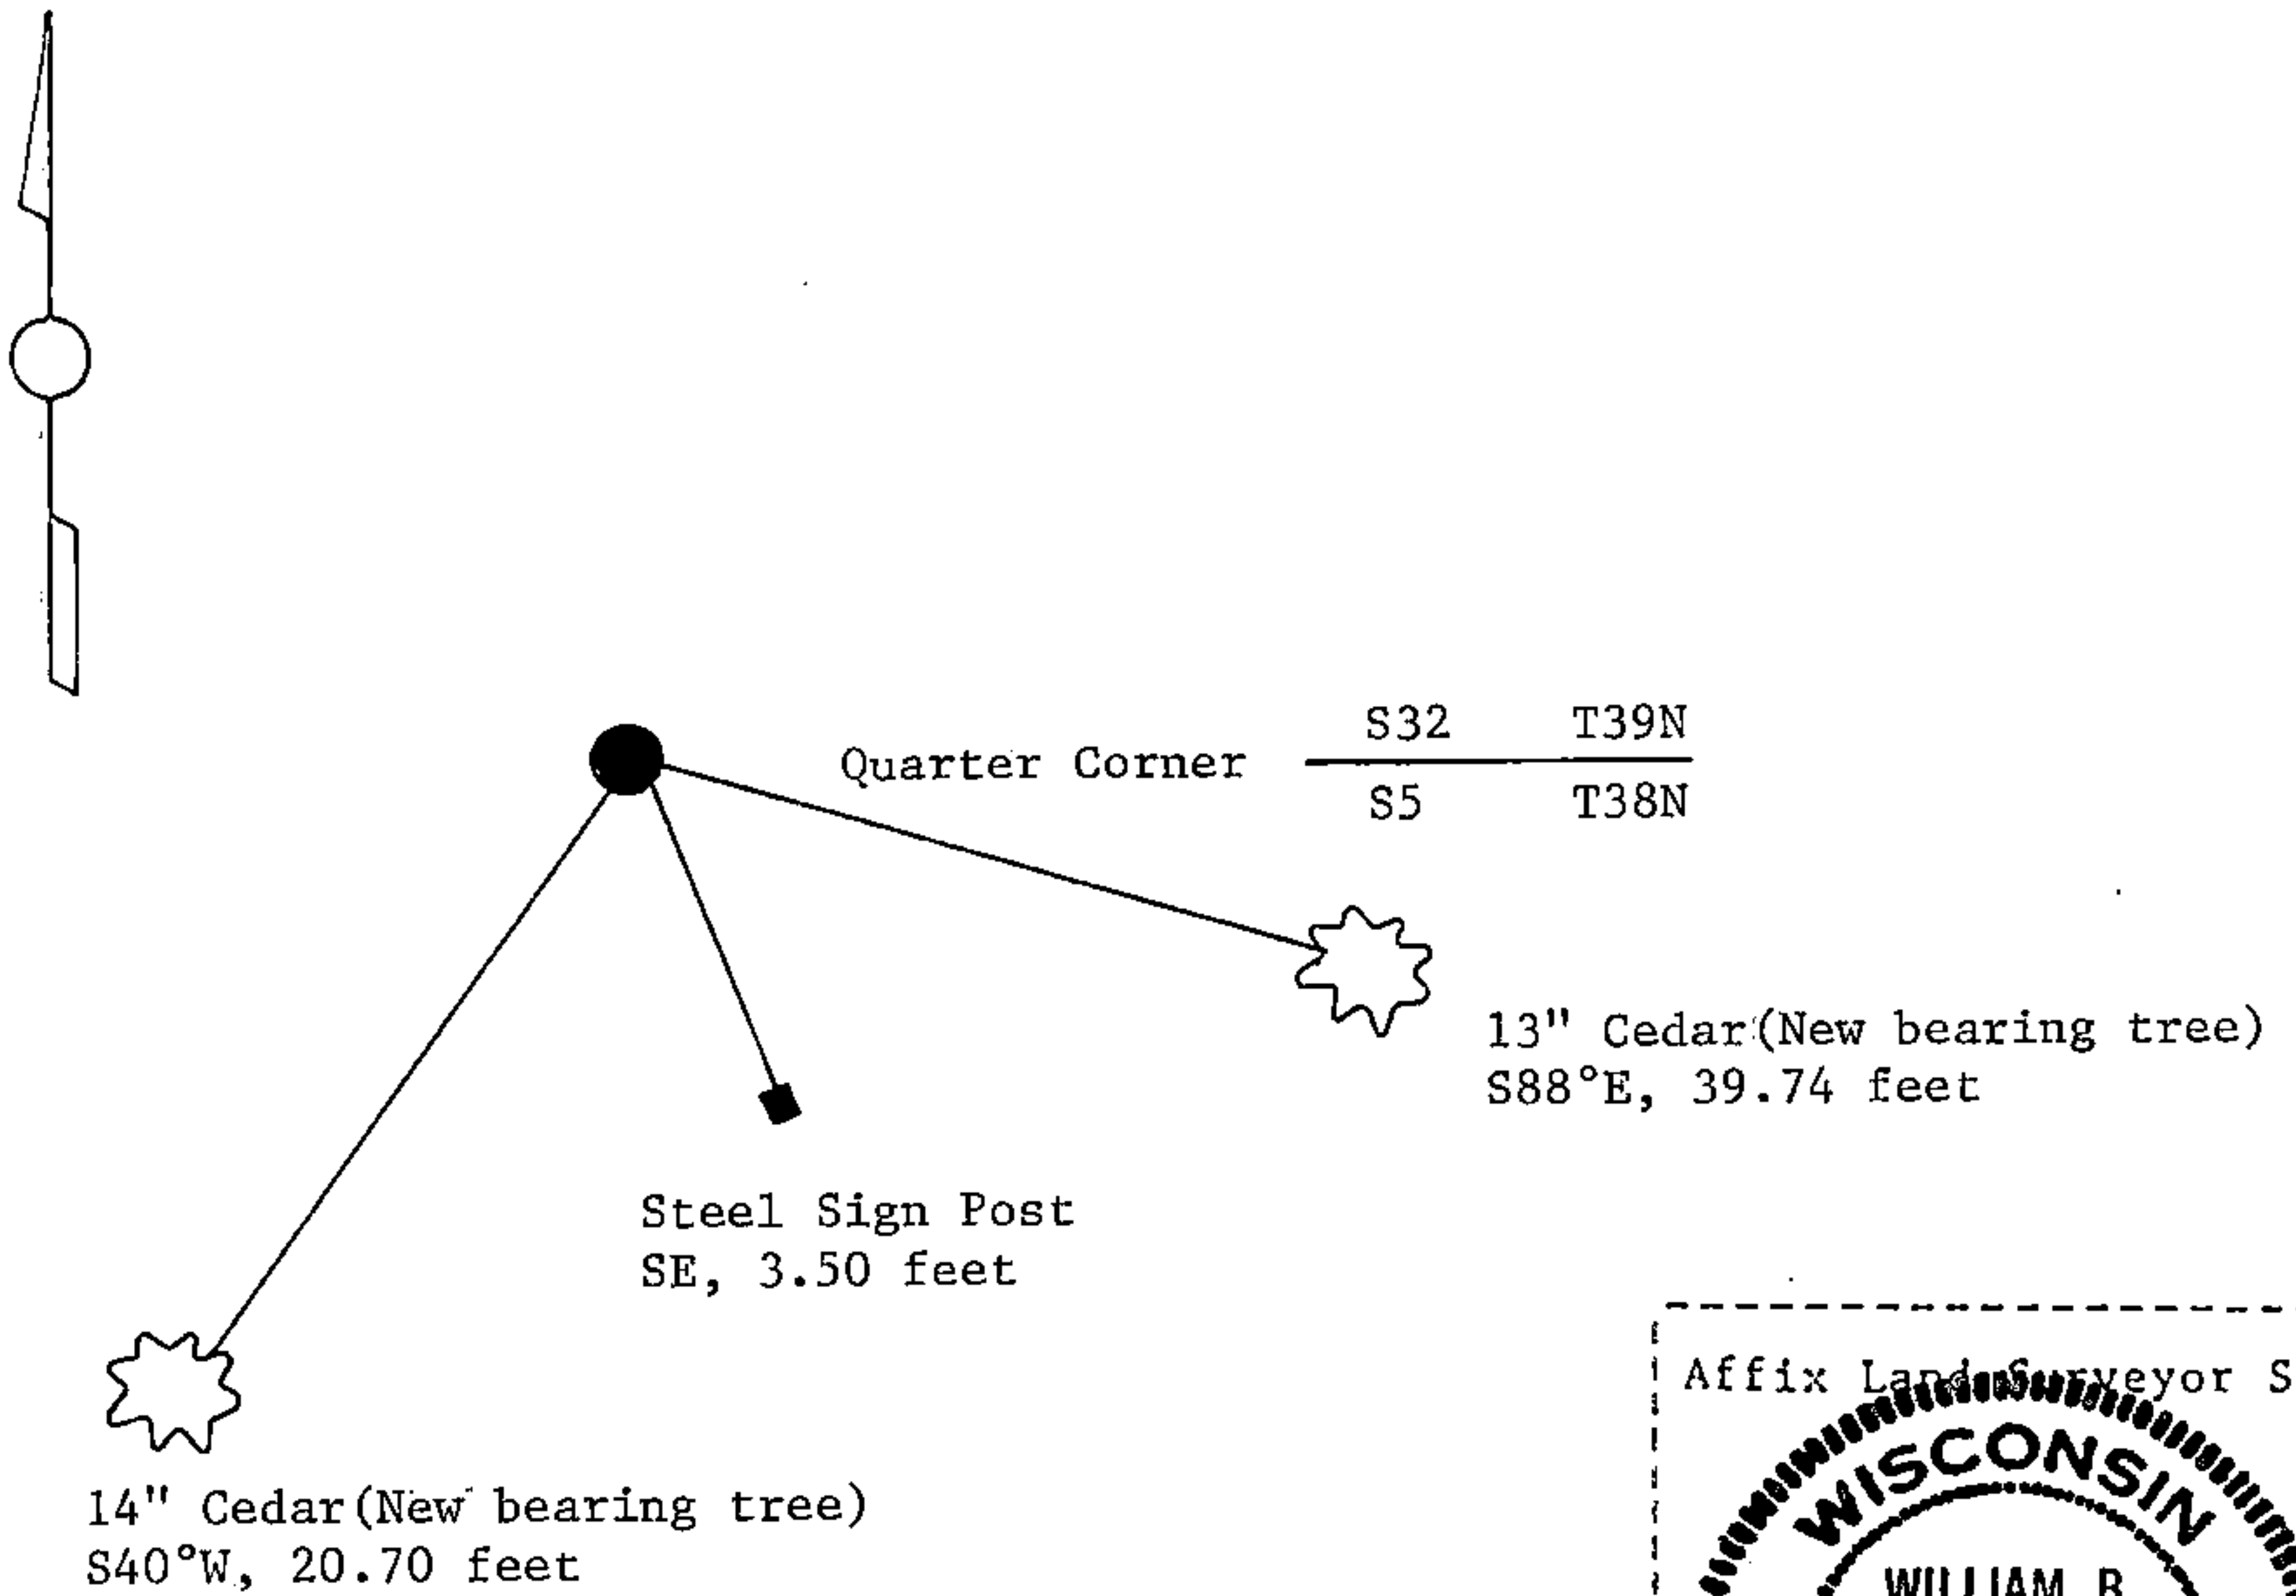 S32 T39N
Quarter Corner
S5 T38N
13" Cedar(New bearing tree)
S88°E, 39.74 feet
Steel Sign Post
SE, 3.50 feet
Affix Land Surveyor S
WISCONSIN
WILLIAM B.
14" Cedar(New bearing tree)
S40°W, 20.70 feet